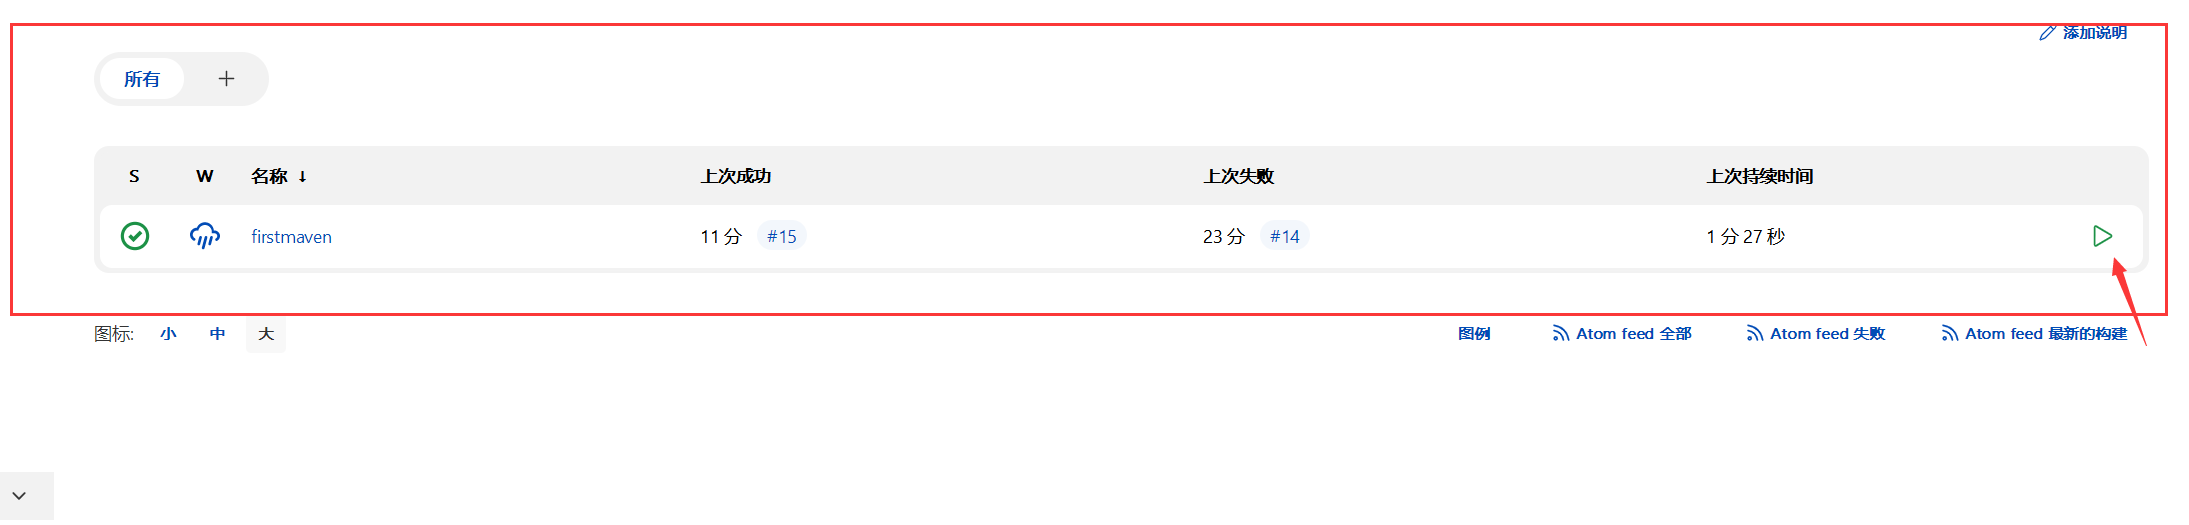 添加说明
所有 +
S W 名称 ↓ 上次成功 上次失败 上次持续时间
firstmaven 11 分 #15 23 分 #14 1 分 27 秒
图标: 小 中 大 图例 Atom feed 全部 Atom feed 失败 Atom feed 最新的构建